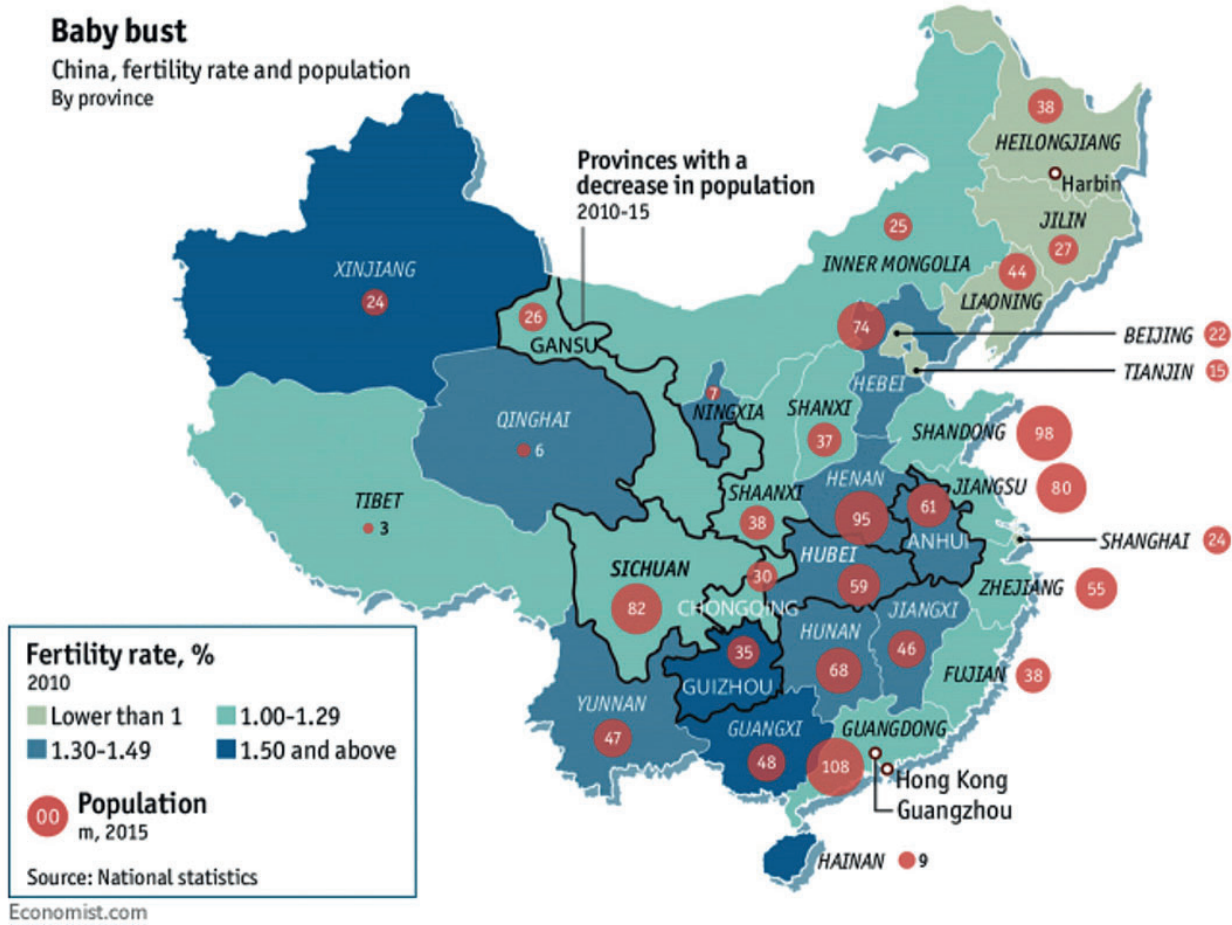 Baby bust
China, fertility rate and population
By province
Provinces with a
decrease in population
2010-15
38
HEILONGJIANG
Harbin
JILIN
27
25
INNER MONGOLIA
44
LIAONING
XINJIANG
24
26
GANSU
74
BEIJING 22
TIANJIN 15
HEBEI
QINGHAI
6
7
NINGXIA
SHANXI
37
SHANDONG 98
TIBET
3
SHAANXI
38
HENAN
95
61
ANHUI
JIANGSU 80
SHANGHAI 24
SICHUAN
82
30
CHONGQING
HUBEI
59
ZHEJIANG 55
HUNAN
68
JIANGXI
46
35
GUIZHOU
FUJIAN 38
YUNNAN
47
GUANGXI
48
GUANGDONG
108
Hong Kong
Guangzhou
HAINAN 9
Fertility rate, %
2010
Lower than 1 1.00-1.29
1.30-1.49 1.50 and above
00 Population
m, 2015
Source: National statistics
Economist.com